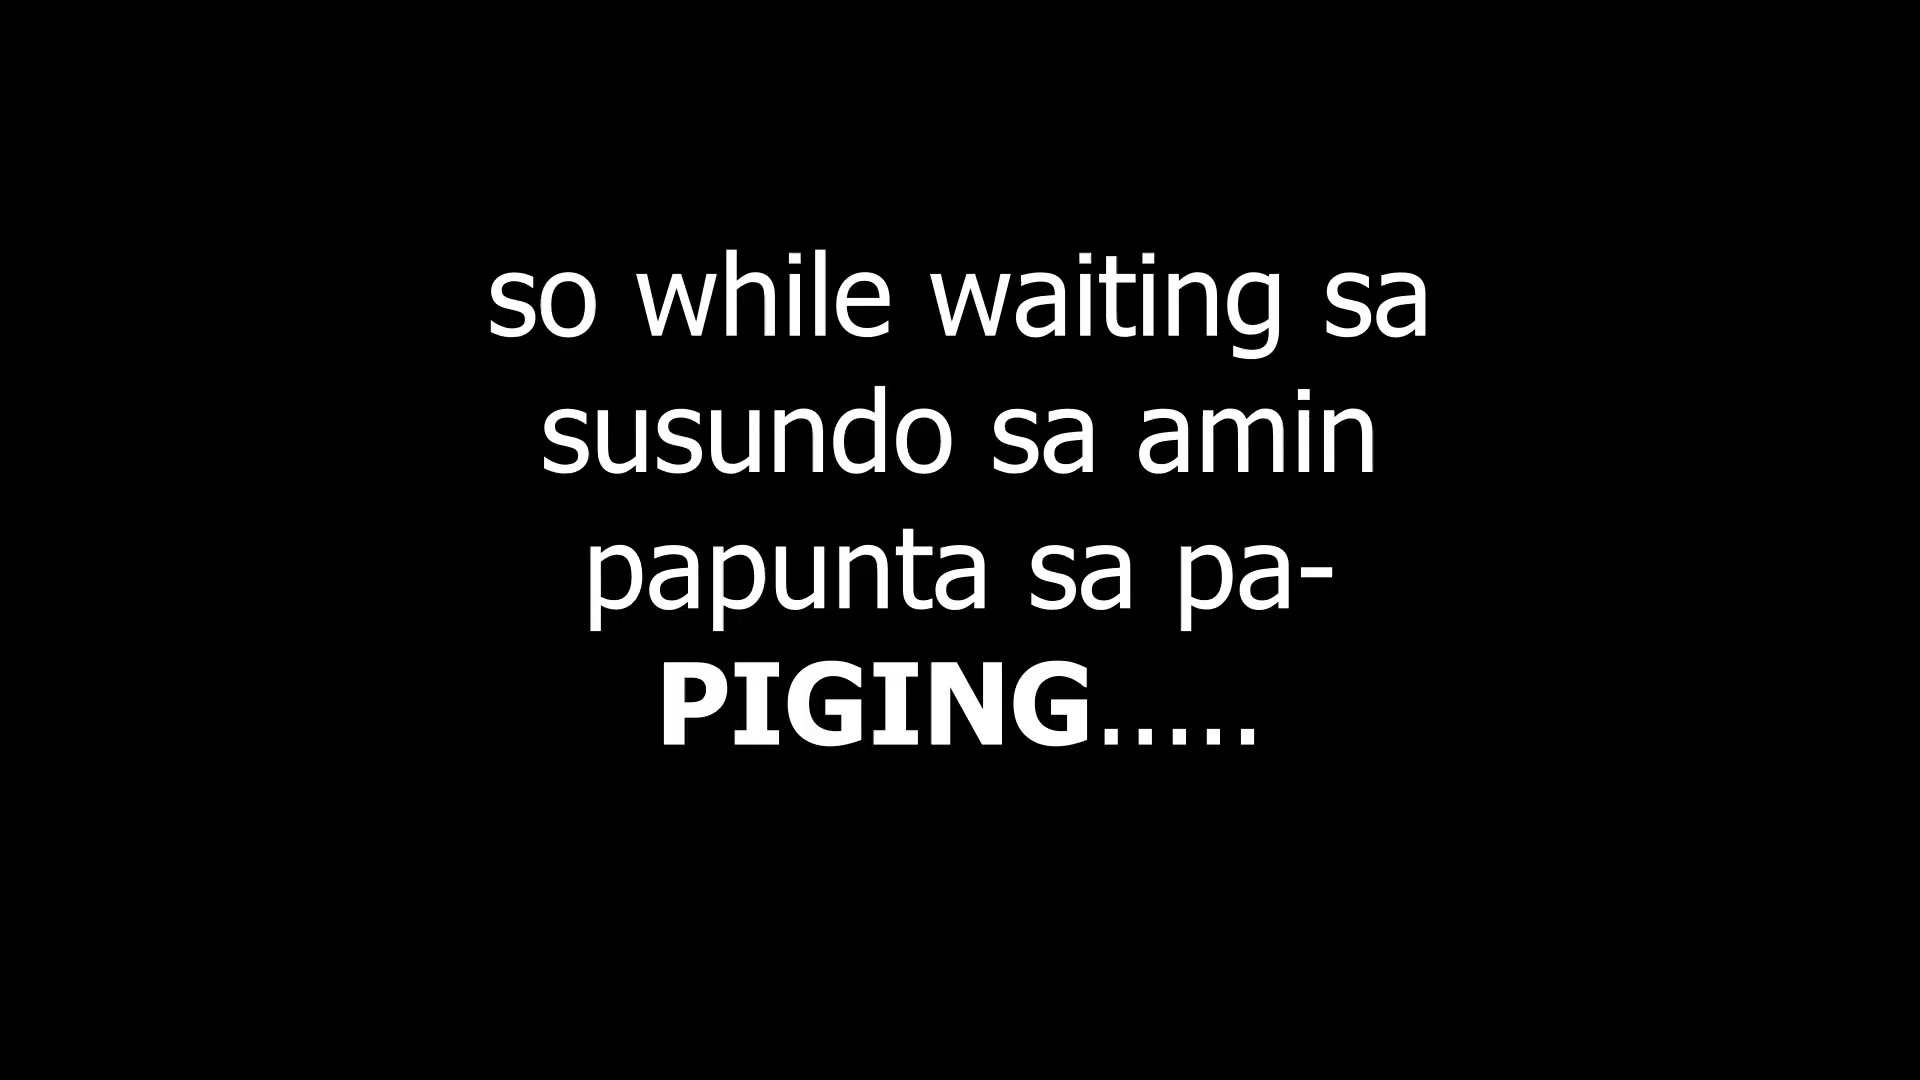 so while waiting sa
susundo sa amin
papunta sa pa-
PIGING.....